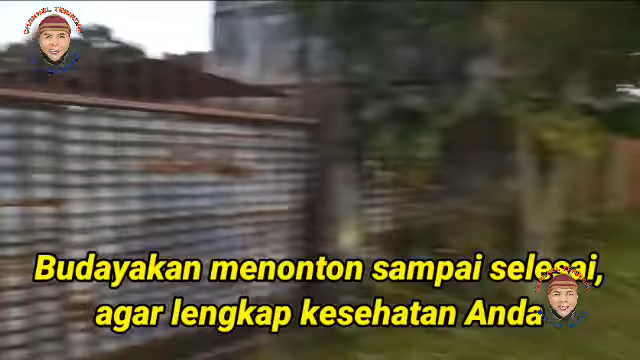 Budayakan menonton sampai selesai,
agar lengkap kesehatan Anda